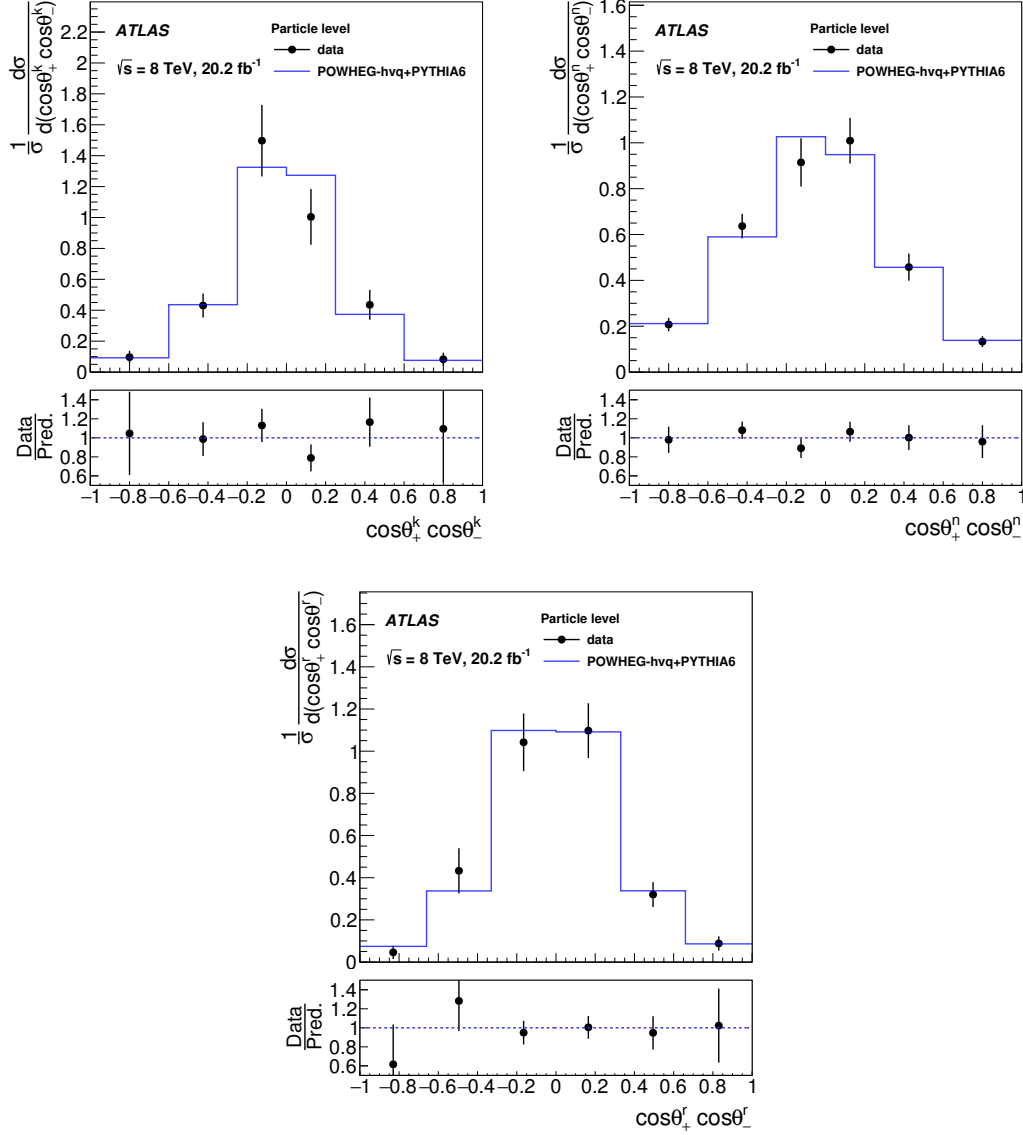 ATLAS
Particle level
data
√s = 8 TeV, 20.2 fb⁻¹
POWHEG-hvq+PYTHIA6
1/σ dσ/d(cosθ₊ᵏ cosθ₋ᵏ)
2.2
2
1.8
1.6
1.4
1.2
1
0.8
0.6
0.4
0.2
0
Data/Pred.
1.4
1.2
1
0.8
0.6
−1 −0.8 −0.6 −0.4 −0.2 0 0.2 0.4 0.6 0.8 1
cosθ₊ᵏ cosθ₋ᵏ
ATLAS
Particle level
data
√s = 8 TeV, 20.2 fb⁻¹
POWHEG-hvq+PYTHIA6
1/σ dσ/d(cosθ₊ⁿ cosθ₋ⁿ)
1.6
1.4
1.2
1
0.8
0.6
0.4
0.2
0
Data/Pred.
1.4
1.2
1
0.8
0.6
−1 −0.8 −0.6 −0.4 −0.2 0 0.2 0.4 0.6 0.8 1
cosθ₊ⁿ cosθ₋ⁿ
ATLAS
Particle level
data
√s = 8 TeV, 20.2 fb⁻¹
POWHEG-hvq+PYTHIA6
1/σ dσ/d(cosθ₊ʳ cosθ₋ʳ)
1.6
1.4
1.2
1
0.8
0.6
0.4
0.2
0
Data/Pred.
1.4
1.2
1
0.8
0.6
−1 −0.8 −0.6 −0.4 −0.2 0 0.2 0.4 0.6 0.8 1
cosθ₊ʳ cosθ₋ʳ